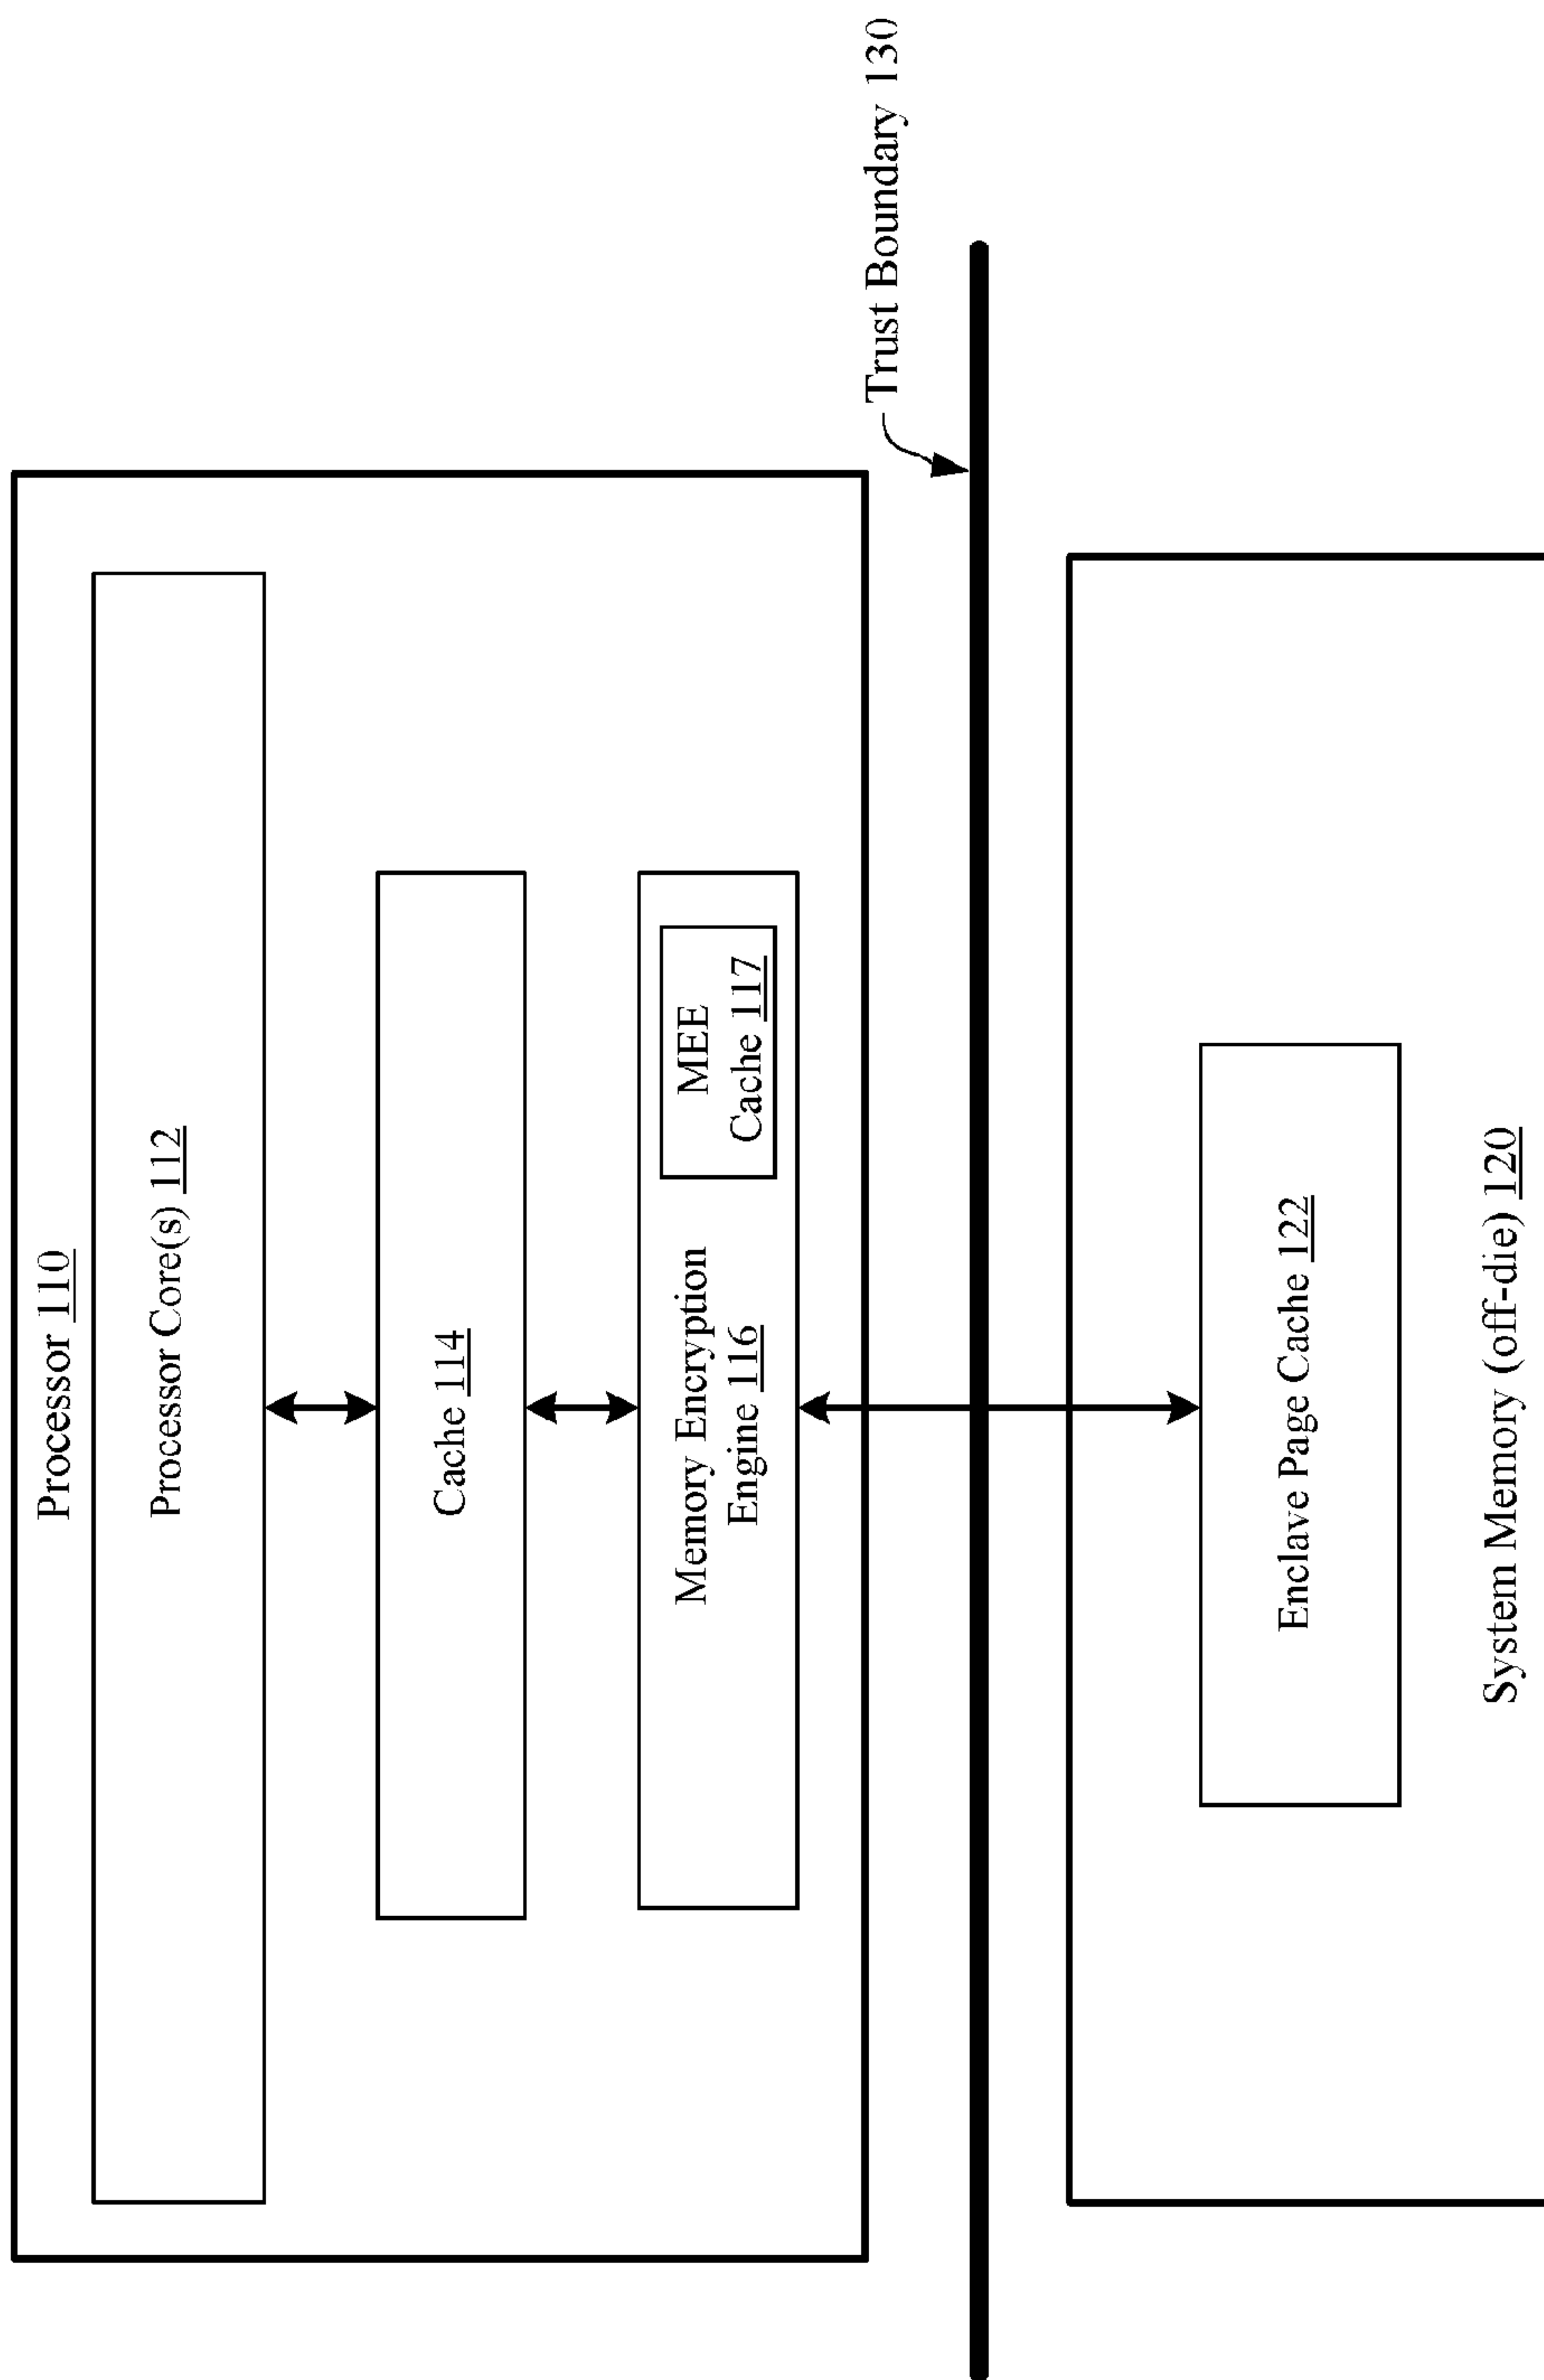 Processor 110
Processor Core(s) 112
Cache 114
Memory Encryption
Engine 116
MEE
Cache 117
Trust Boundary 130
Enclave Page Cache 122
System Memory (off-die) 120